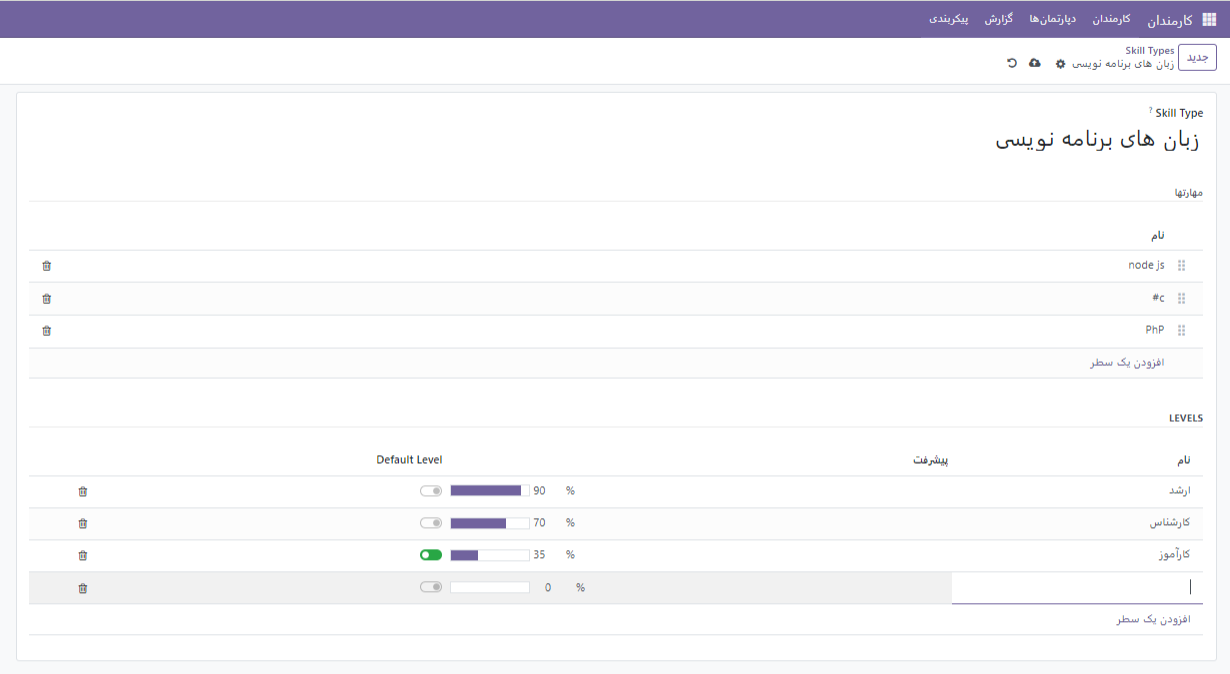 کارمندان کارمندان دپارتمان‌ها گزارش پیکربندی
جدید
Skill Types
زبان های برنامه نویسی
Skill Type ?
زبان های برنامه نویسی
مهارتها
نام
node js
#c
PhP
افزودن یک سطر
LEVELS
نام پیشرفت Default Level
ارشد % 90
کارشناس % 70
کارآموز % 35
% 0
افزودن یک سطر